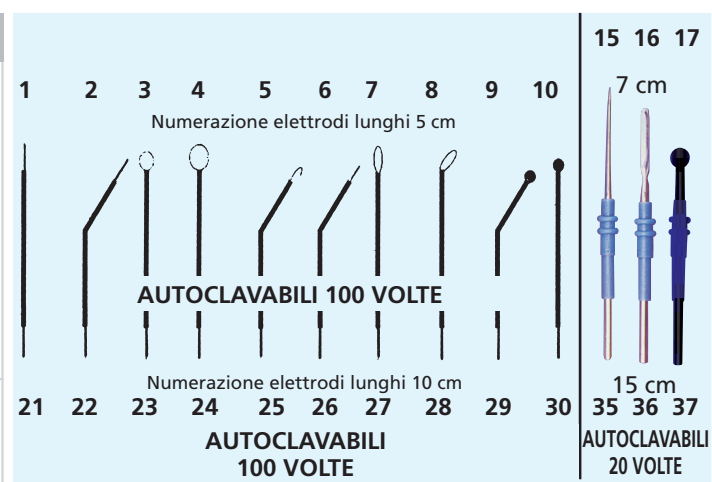 15 16 17
7 cm
1 2 3 4 5 6 7 8 9 10
Numerazione elettrodi lunghi 5 cm
AUTOCLAVABILI 100 VOLTE
Numerazione elettrodi lunghi 10 cm
21 22 23 24 25 26 27 28 29 30
AUTOCLAVABILI
100 VOLTE
15 cm
35 36 37
AUTOCLAVABILI
20 VOLTE